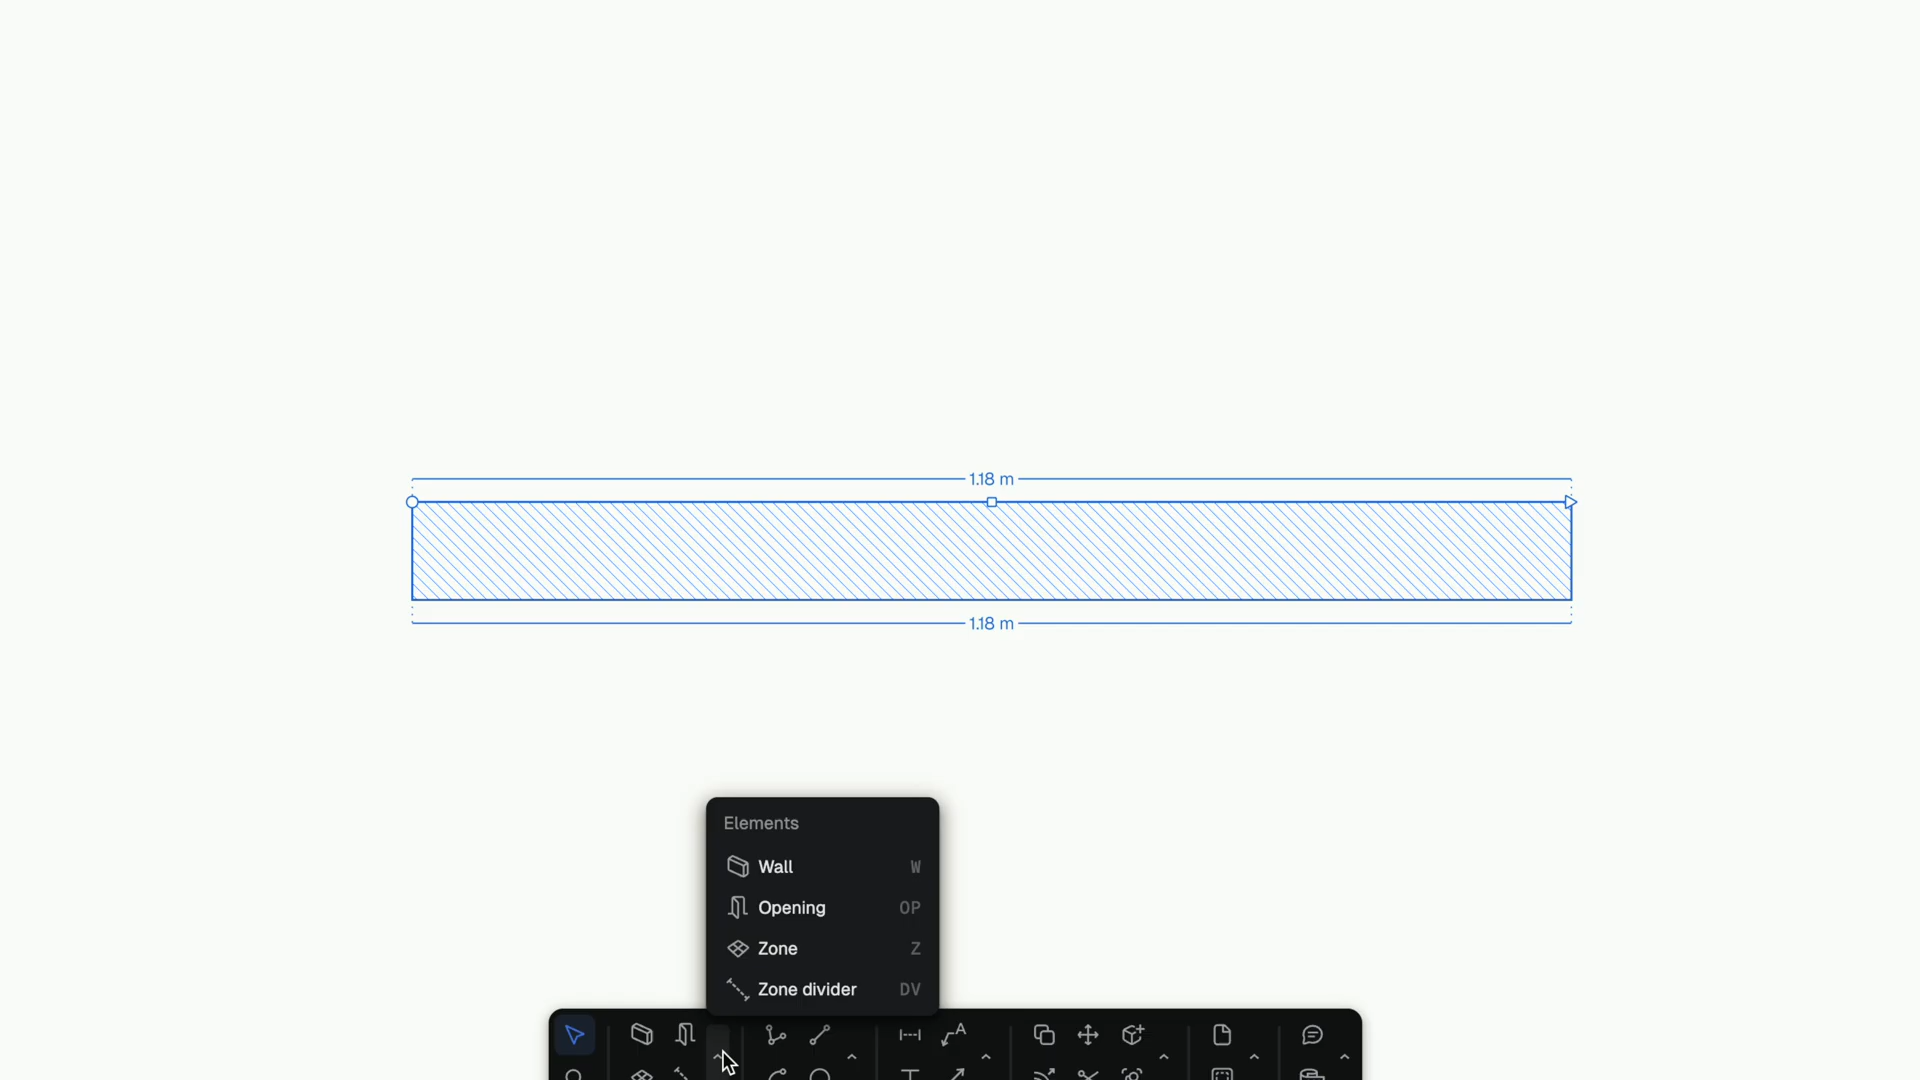 1.18 m
1.18 m
Elements
Wall W
Opening OP
Zone Z
Zone divider DV